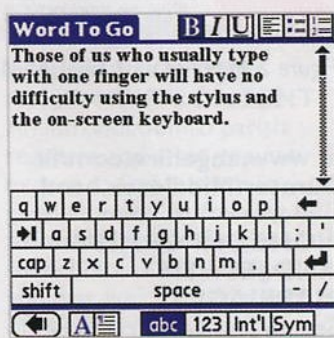 Word To Go B I U
Those of us who usually type
with one finger will have no
difficulty using the stylus and
the on-screen keyboard.
q w e r t y u i o p
a s d f g h j k l ; '
cap z x c v b n m , .
shift space - /
A abc 123 Int'l Sym